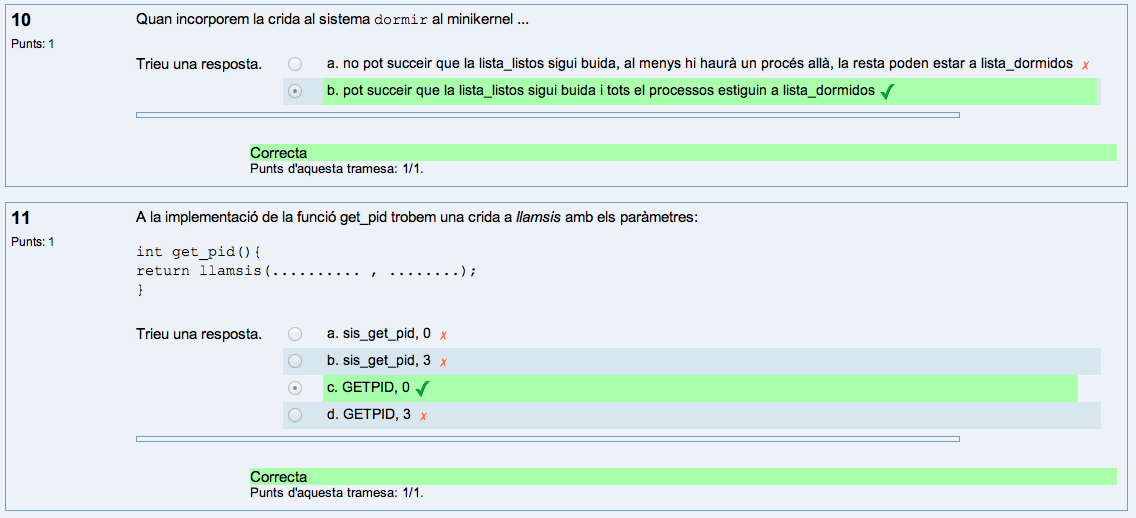 10
Punts: 1
Quan incorporem la crida al sistema dormir al minikernel ...
Trieu una resposta.
a. no pot succeir que la lista_listos sigui buida, al menys hi haurà un procés allà, la resta poden estar a lista_dormidos ✗
b. pot succeir que la lista_listos sigui buida i tots el processos estiguin a lista_dormidos ✓
Correcta
Punts d'aquesta tramesa: 1/1.
11
Punts: 1
A la implementació de la funció get_pid trobem una crida a llamsis amb els paràmetres:
int get_pid(){
return llamsis(.......... , ........);
}
Trieu una resposta.
a. sis_get_pid, 0 ✗
b. sis_get_pid, 3 ✗
c. GETPID, 0 ✓
d. GETPID, 3 ✗
Correcta
Punts d'aquesta tramesa: 1/1.